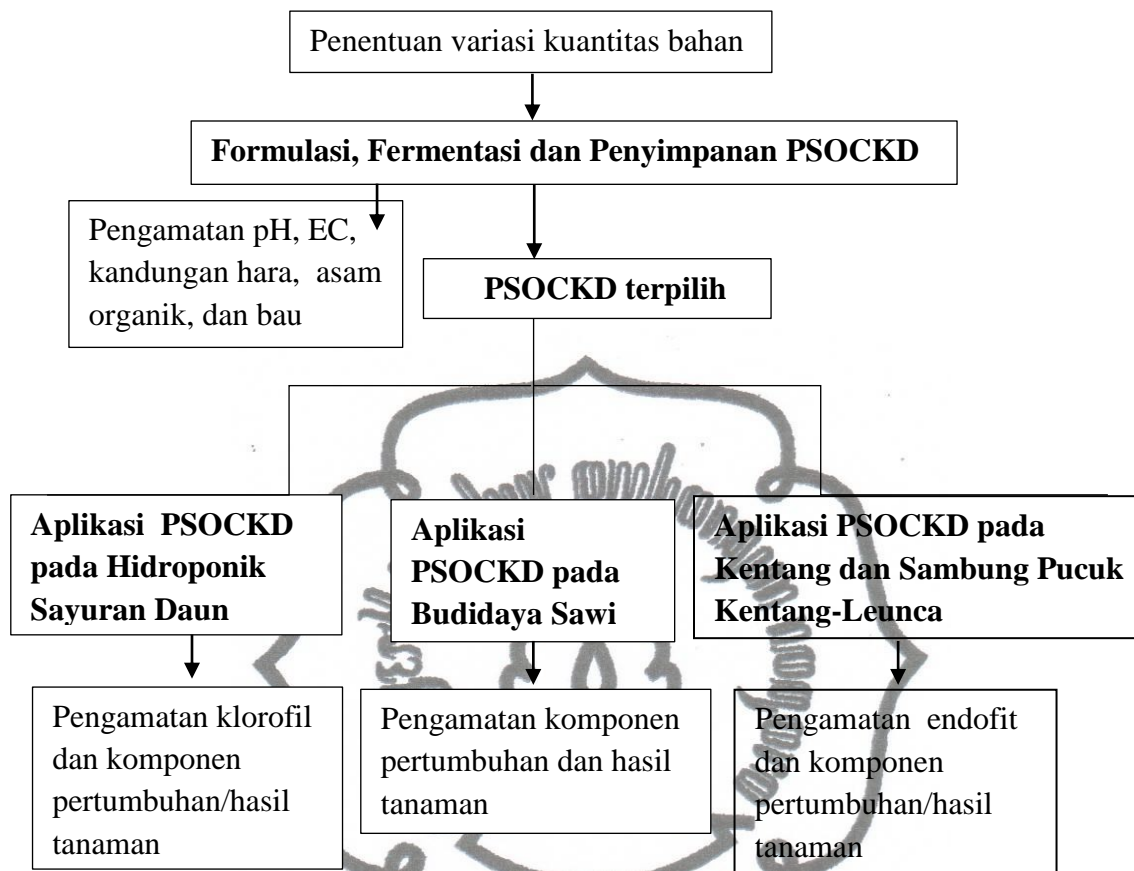 Penentuan variasi kuantitas bahan
Formulasi, Fermentasi dan Penyimpanan PSOCKD
Pengamatan pH, EC,
kandungan hara, asam
organik, dan bau
PSOCKD terpilih
Aplikasi PSOCKD
pada Hidroponik
Sayuran Daun
Aplikasi
PSOCKD pada
Budidaya Sawi
Aplikasi PSOCKD pada
Kentang dan Sambung Pucuk
Kentang-Leunca
Pengamatan klorofil
dan komponen
pertumbuhan/hasil
tanaman
Pengamatan komponen
pertumbuhan dan hasil
tanaman
Pengamatan endofit
dan komponen
pertumbuhan/hasil
tanaman